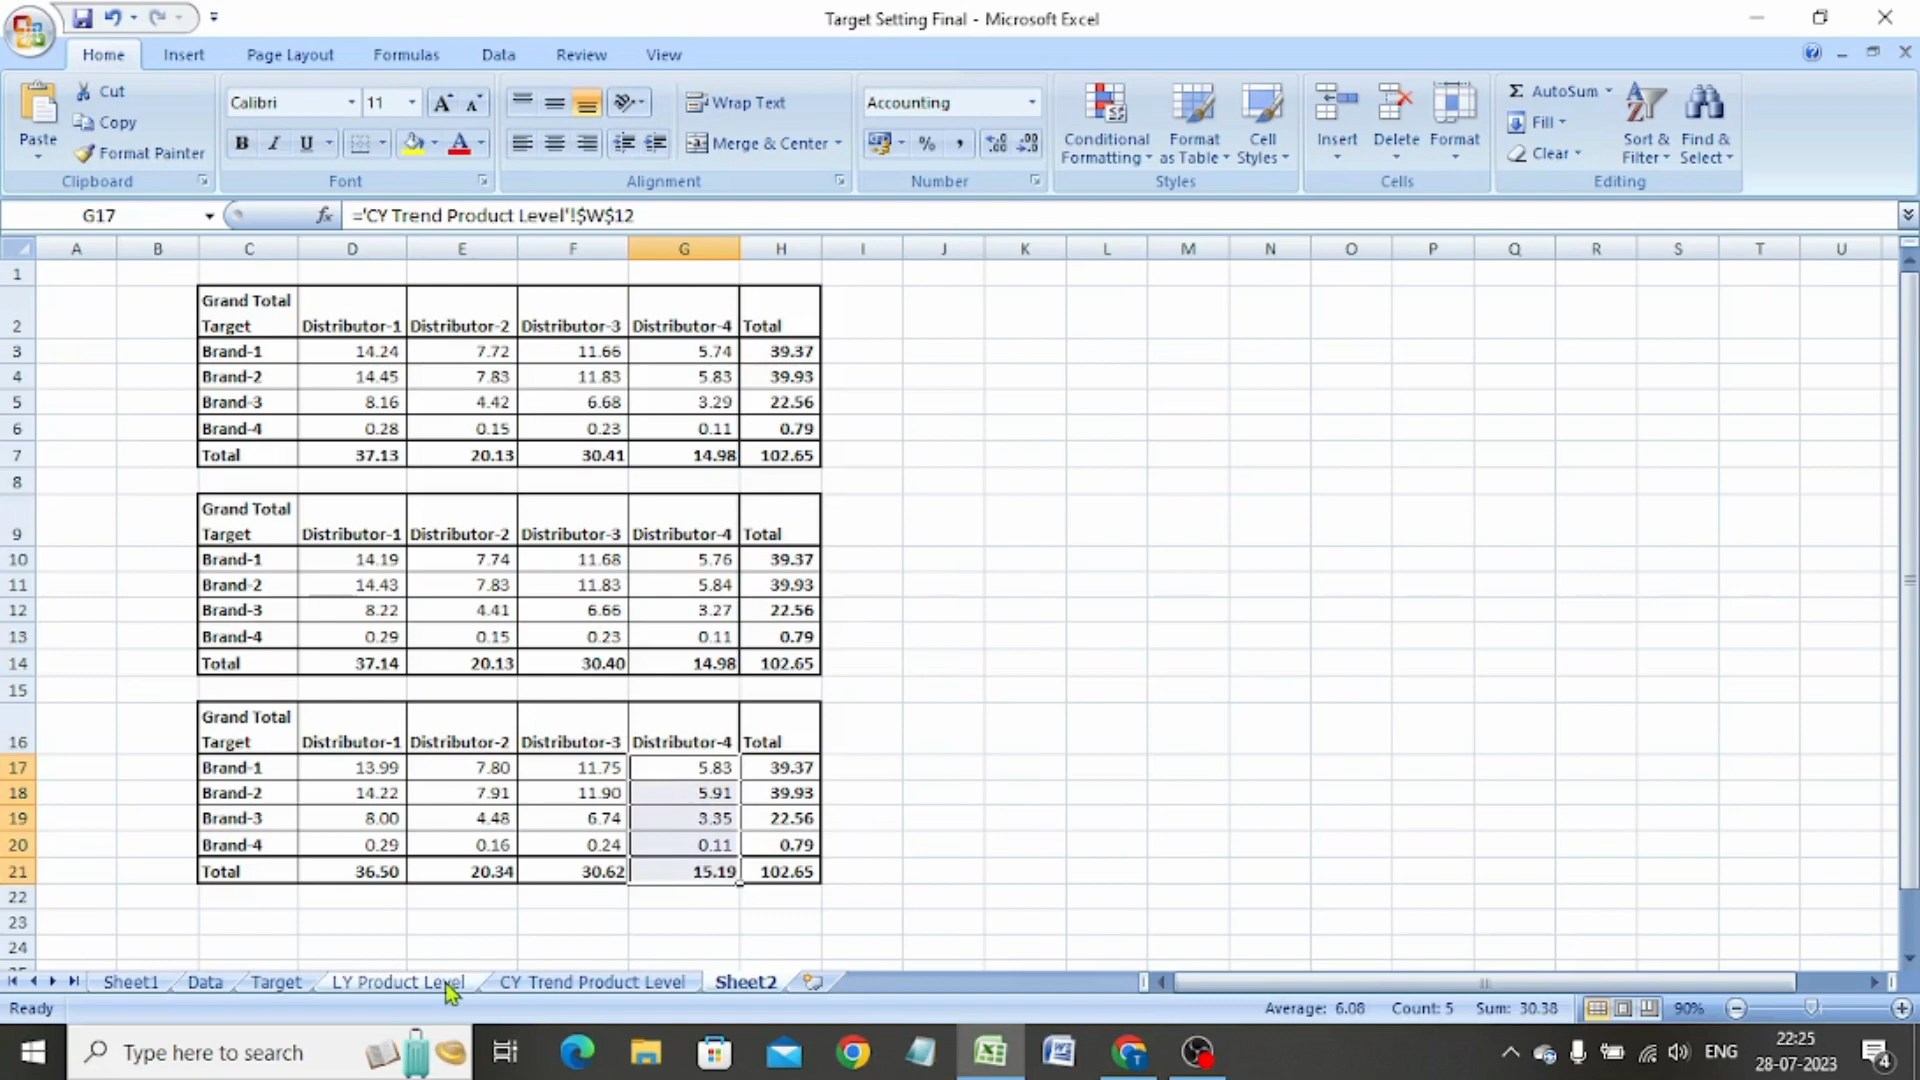 Target Setting Final - Microsoft Excel
Home Insert Page Layout Formulas Data Review View
Paste
Cut
Copy
Format Painter
Clipboard
Calibri 11
B I U
Font
Wrap Text
Merge & Center
Alignment
Accounting
Number
Conditional Formatting
Format as Table
Cell Styles
Styles
Insert Delete Format
Cells
AutoSum
Fill
Clear
Sort & Filter
Find & Select
Editing
G17 fx ='CY Trend Product Level'!$W$12
A B C D E F G H I J K L M N O P Q R S T U
1
2 Grand Total Target Distributor-1 Distributor-2 Distributor-3 Distributor-4 Total
3 Brand-1 14.24 7.72 11.66 5.74 39.37
4 Brand-2 14.45 7.83 11.83 5.83 39.93
5 Brand-3 8.16 4.42 6.68 3.29 22.56
6 Brand-4 0.28 0.15 0.23 0.11 0.79
7 Total 37.13 20.13 30.41 14.98 102.65
8
9 Grand Total Target Distributor-1 Distributor-2 Distributor-3 Distributor-4 Total
10 Brand-1 14.19 7.74 11.68 5.76 39.37
11 Brand-2 14.43 7.83 11.83 5.84 39.93
12 Brand-3 8.22 4.41 6.66 3.27 22.56
13 Brand-4 0.29 0.15 0.23 0.11 0.79
14 Total 37.14 20.13 30.40 14.98 102.65
15
16 Grand Total Target Distributor-1 Distributor-2 Distributor-3 Distributor-4 Total
17 Brand-1 13.99 7.80 11.75 5.83 39.37
18 Brand-2 14.22 7.91 11.90 5.91 39.93
19 Brand-3 8.00 4.48 6.74 3.35 22.56
20 Brand-4 0.29 0.16 0.24 0.11 0.79
21 Total 36.50 20.34 30.62 15.19 102.65
22
23
24
Sheet1 Data Target LY Product Level CY Trend Product Level Sheet2
Ready Average: 6.08 Count: 5 Sum: 30.38 90%
Type here to search
ENG
22:25
28-07-2023
4